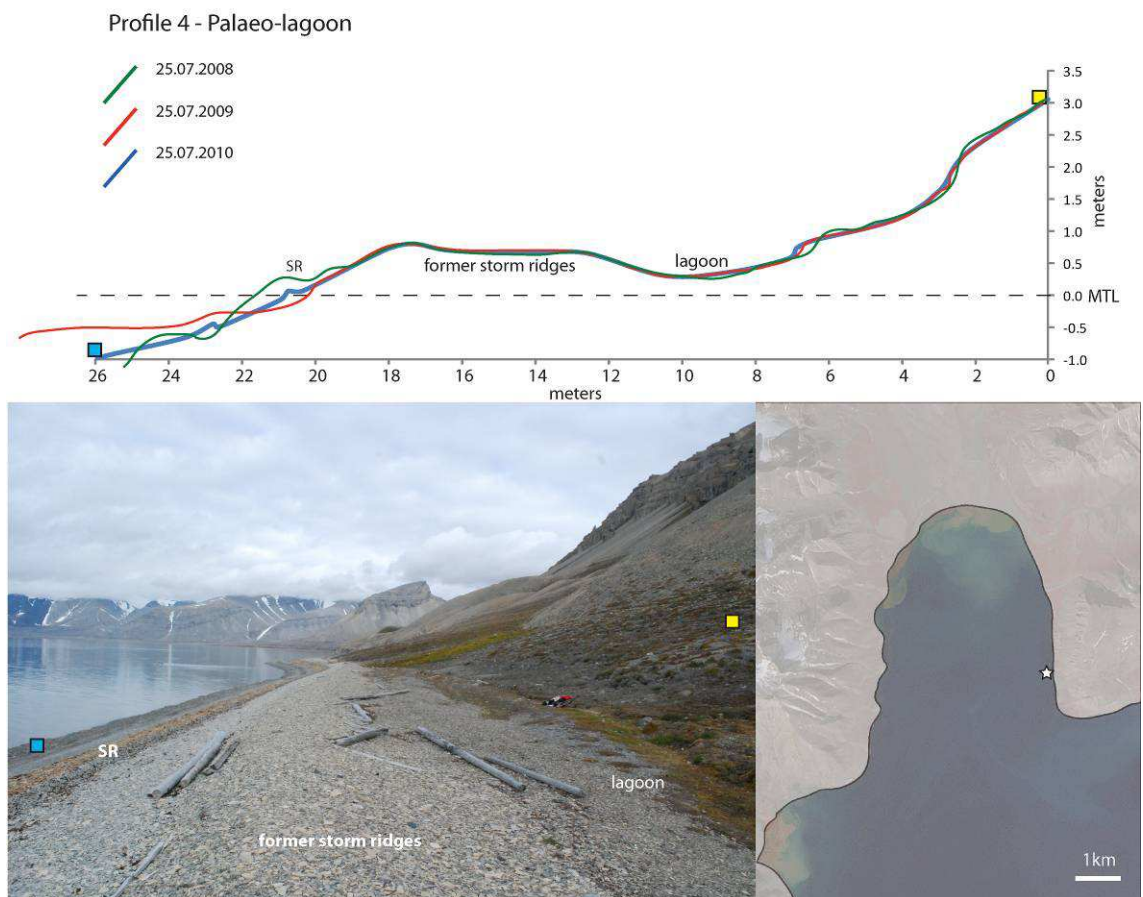 Profile 4 - Palaeo-lagoon
25.07.2008
25.07.2009
25.07.2010
3.5
3.0
2.5
2.0
1.5
1.0
0.5
0.0
-0.5
-1.0
meters
MTL
SR
former storm ridges
lagoon
26 24 22 20 18 16 14 12 10 8 6 4 2 0
meters
SR
lagoon
former storm ridges
1km